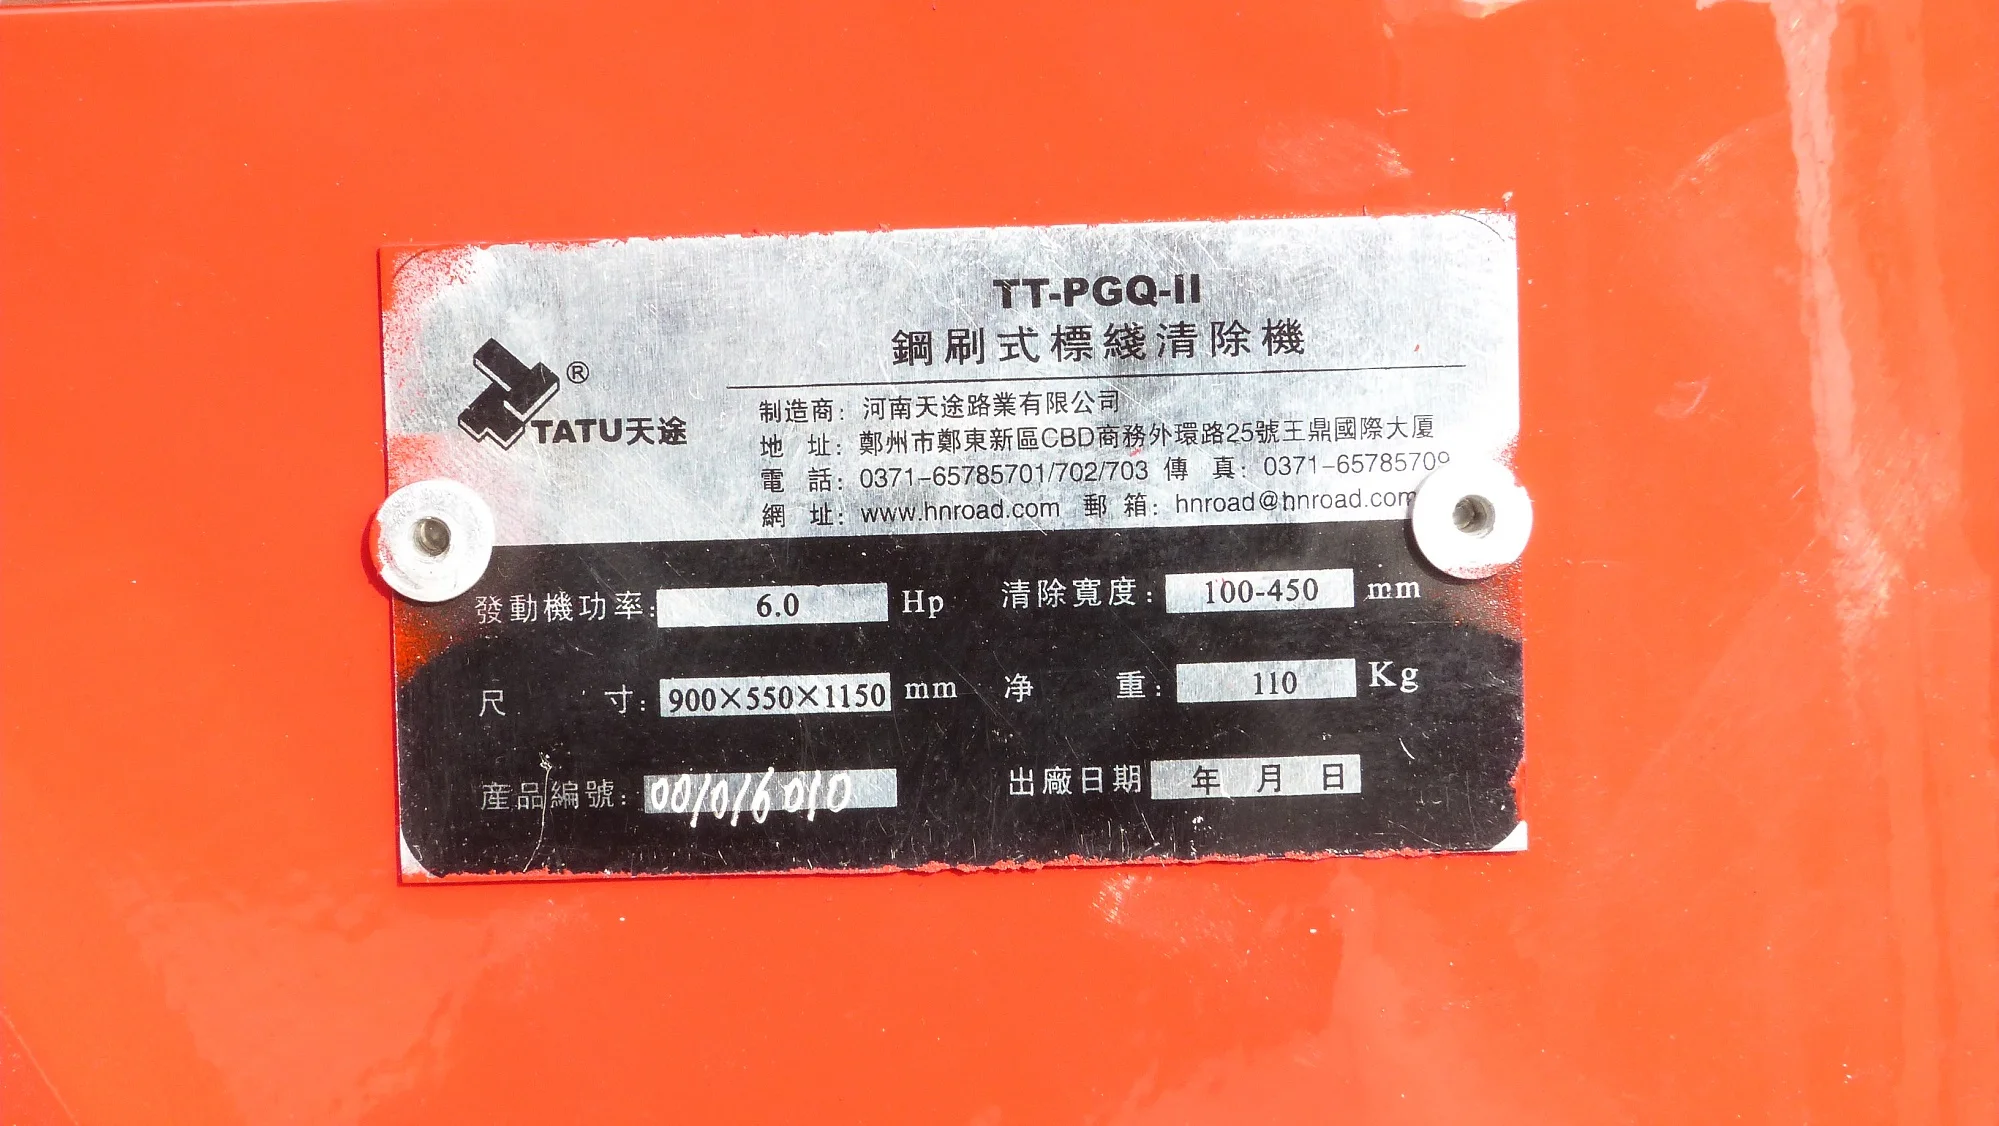 TT-PGQ-II
鋼刷式標綫清除機
®
TATU天途
制造商：河南天途路業有限公司
地 址：鄭州市鄭東新區CBD商務外環路25號王鼎國際大厦
電 話：0371-65785701/702/703 傳 真：0371-65785709
網 址：www.hnroad.com 郵 箱：hnroad@hnroad.com
發動機功率：6.0 Hp 清除寬度：100-450 mm
尺 寸：900×550×1150 mm 净 重：110 Kg
産品編號：001016010 出廠日期 年 月 日